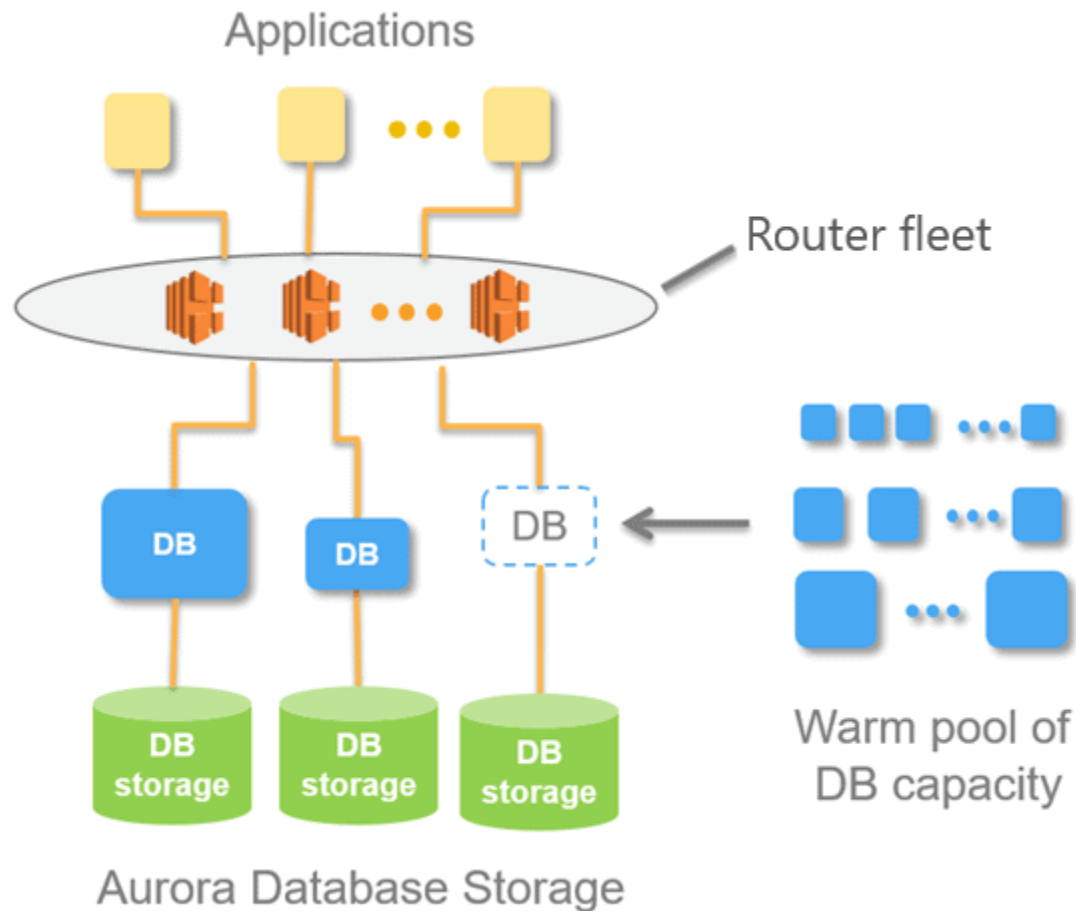 Applications
Router fleet
DB
DB
DB
DB
storage
DB
storage
DB
storage
Warm pool of
DB capacity
Aurora Database Storage